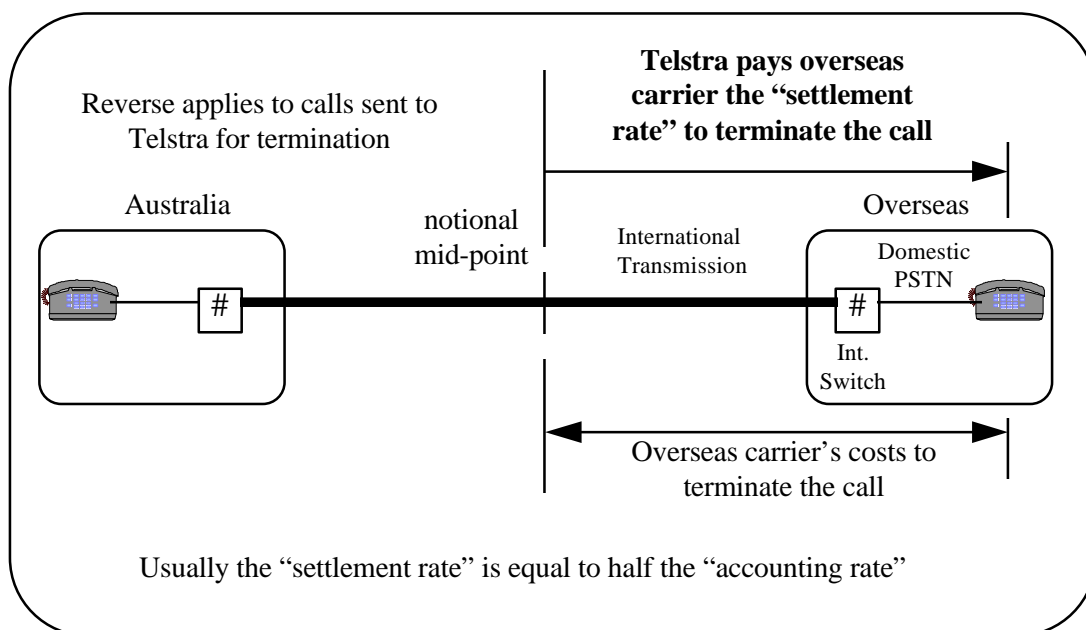 Telstra pays overseas
carrier the “settlement
rate” to terminate the call
Reverse applies to calls sent to
Telstra for termination
Australia
notional
mid-point
International
Transmission
Overseas
Domestic
PSTN
#
#
Int.
Switch
Overseas carrier’s costs to
terminate the call
Usually the “settlement rate” is equal to half the “accounting rate”